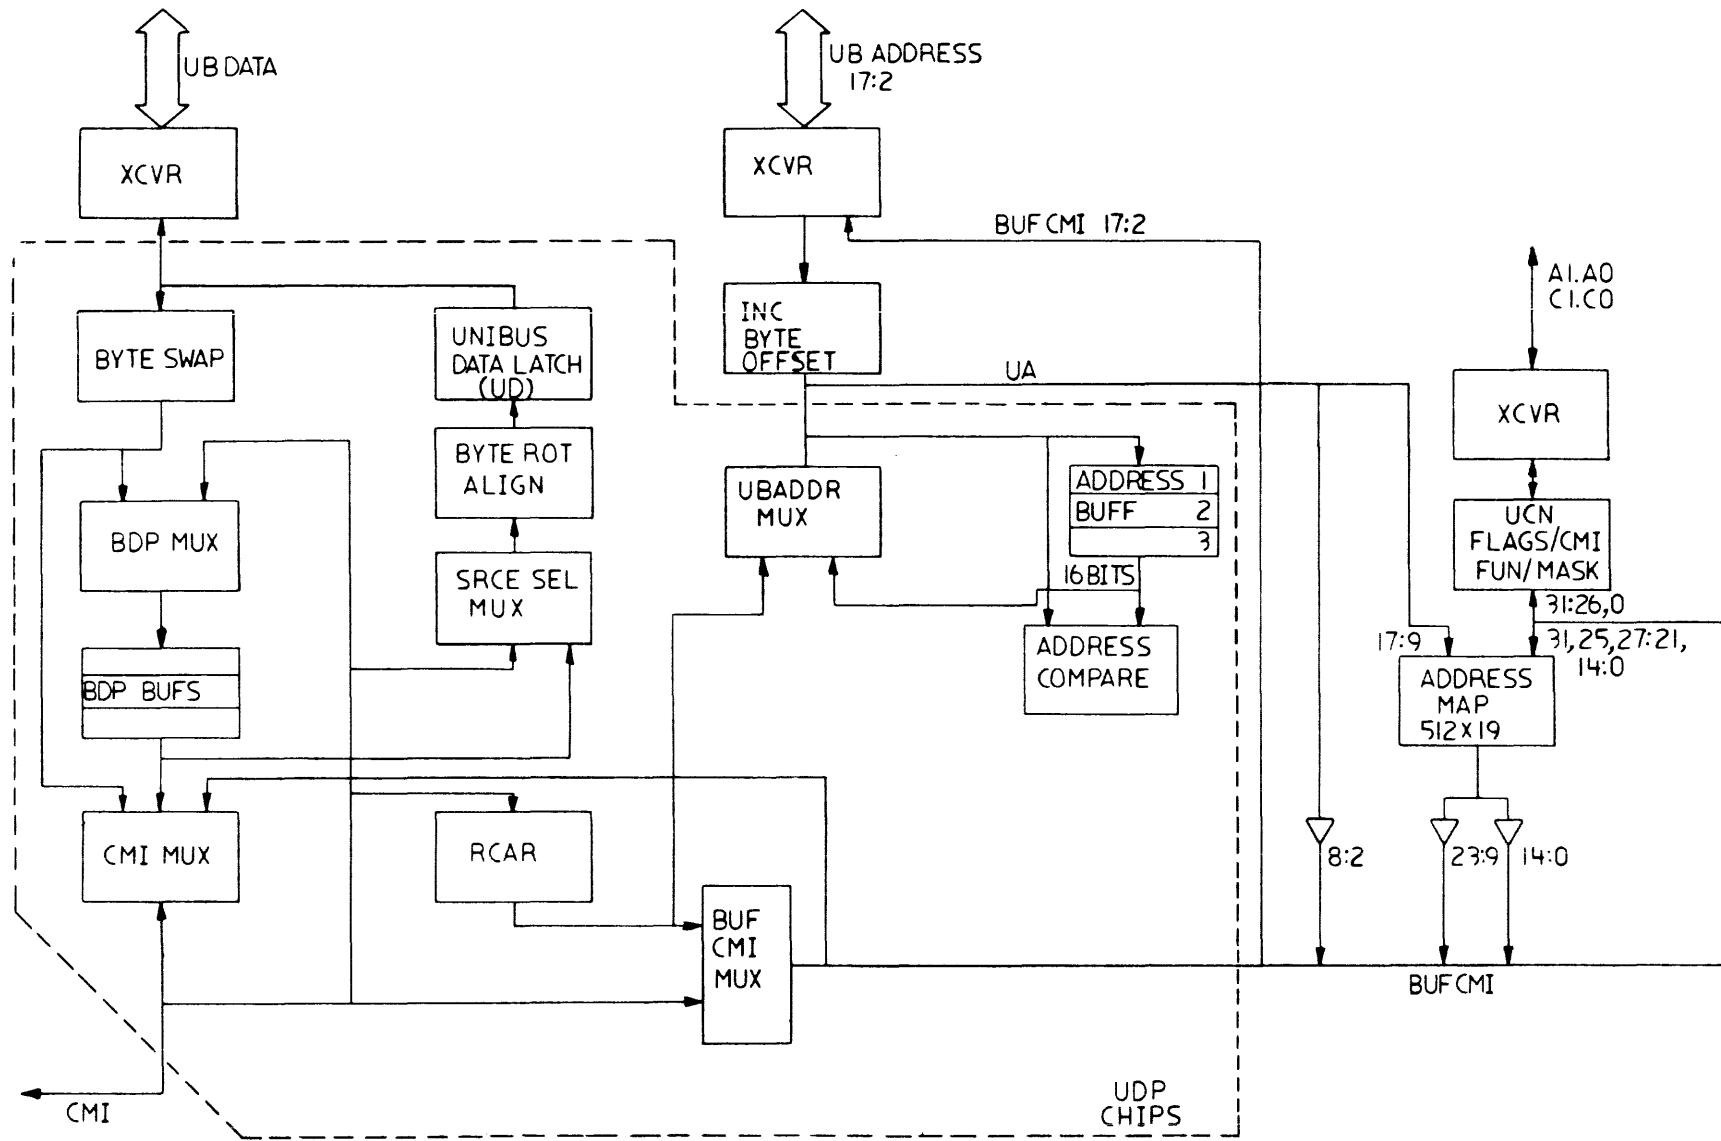 UB DATA
UB ADDRESS
17:2
XCVR
XCVR
BUF CMI 17:2
A1.A0
C1.C0
INC
BYTE
OFFSET
UNIBUS
DATA LATCH
(UD)
BYTE SWAP
UA
XCVR
BYTE ROT
ALIGN
UBADDR
MUX
ADDRESS 1
BUFF 2
3
BDP MUX
UCN
FLAGS/CMI
FUN/MASK
16 BITS
SRCE SEL
MUX
31:26,0
31,25,27:21,
14:0
17:9
ADDRESS
COMPARE
ADDRESS
MAP
512X19
BDP BUFS
CMI MUX
RCAR
8:2
23:9
14:0
BUF
CMI
MUX
BUF CMI
CMI
UDP
CHIPS